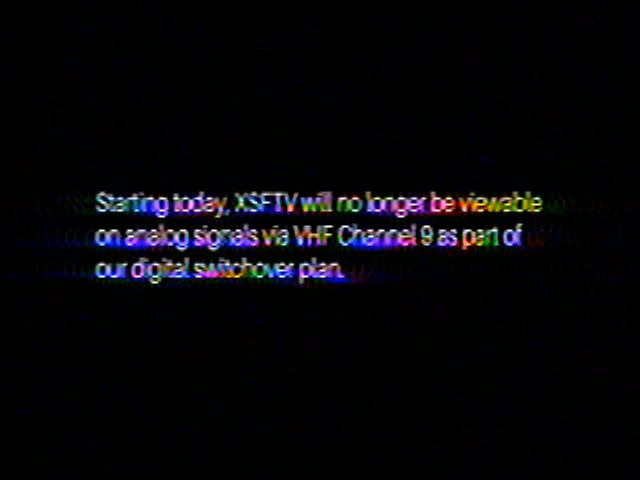 Starting today, XSFTV will no longer be viewable
on analog signals via VHF Channel 9 as part of
our digital switchover plan.